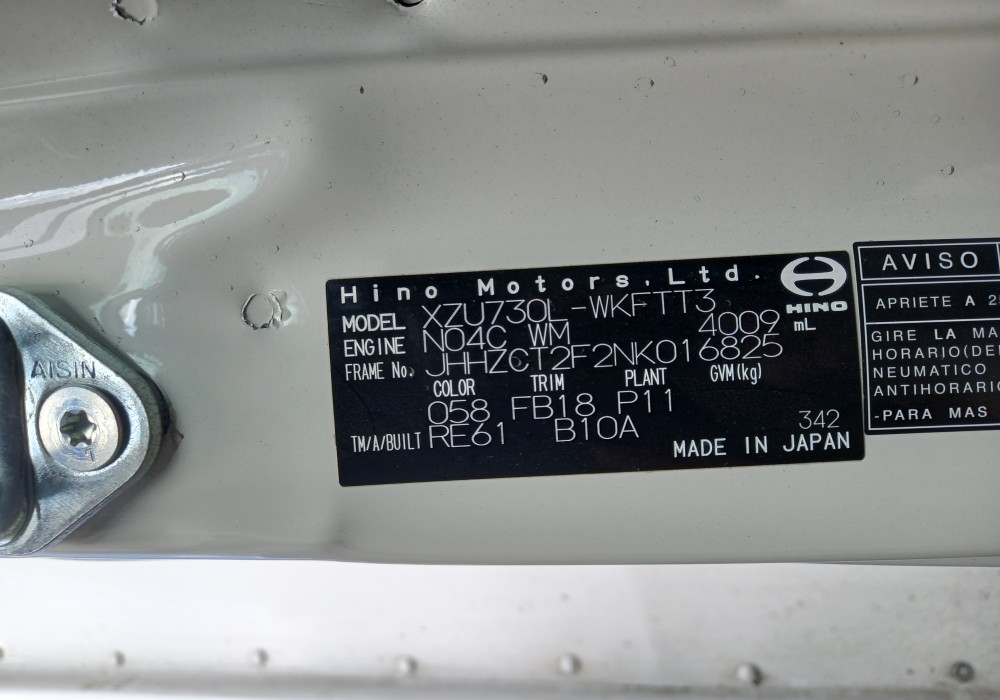 Hino Motors, Ltd.
HINO
MODEL XZU730L-WKFTT3
ENGINE N04C WM 4009 mL
FRAME No. JHHZCT2F2NK016825
COLOR TRIM PLANT GVM(kg)
058 FB18 P11
342
TM/A/BUILT RE61 B10A
MADE IN JAPAN
AISIN
AVISO
APRIETE A
GIRE LA
HORARIO(DE
NEUMATICO
ANTIHORARIO
-PARA MAS